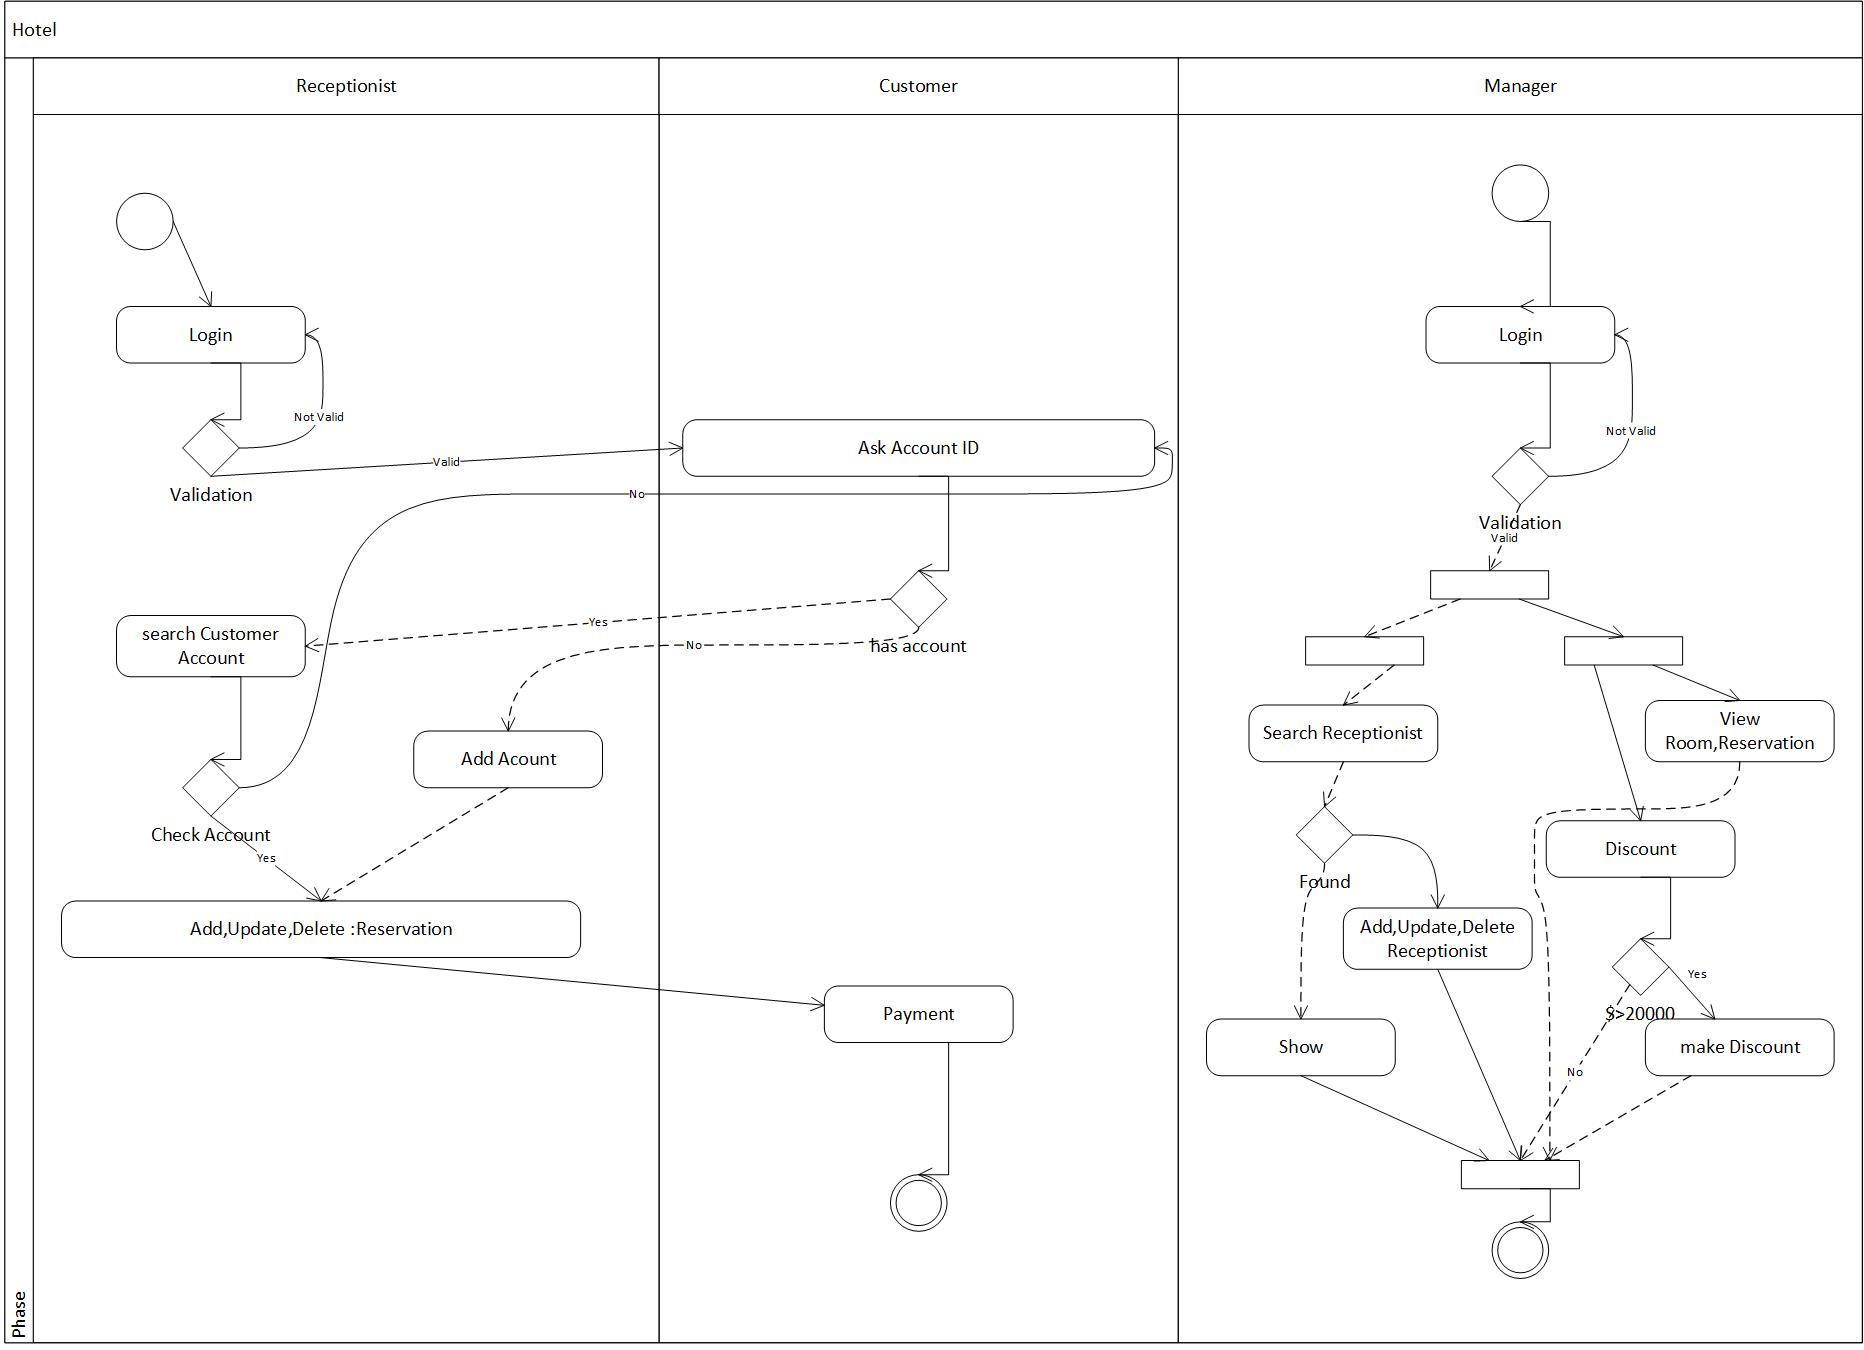 Hotel
Receptionist
Customer
Manager
Phase
Login
Not Valid
Validation
Valid
Ask Account ID
No
search Customer
Account
Yes
No
has account
Add Acount
Check Account
Yes
Add,Update,Delete :Reservation
Payment
Login
Not Valid
Validation
Valid
Search Receptionist
View
Room,Reservation
Discount
Found
Add,Update,Delete
Receptionist
Yes
$>20000
Show
make Discount
No